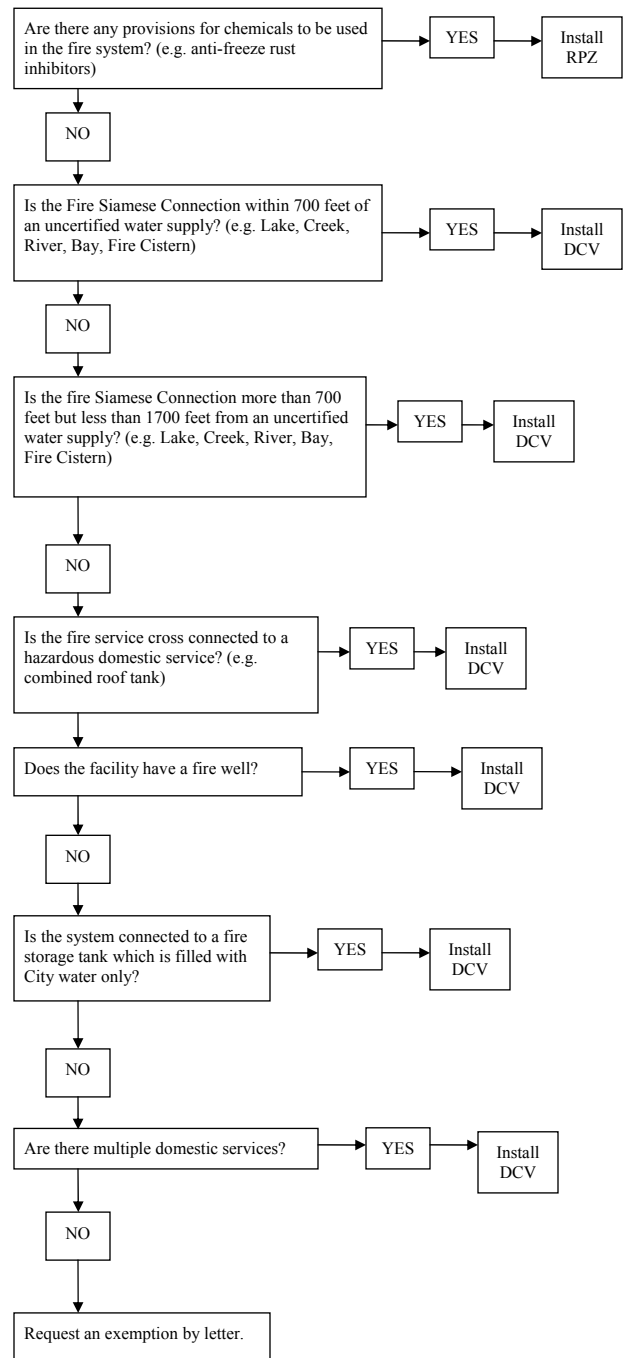 Are there any provisions for chemicals to be used
in the fire system? (e.g. anti-freeze rust
inhibitors)
YES
Install
RPZ
NO
Is the Fire Siamese Connection within 700 feet of
an uncertified water supply? (e.g. Lake, Creek,
River, Bay, Fire Cistern)
YES
Install
DCV
NO
Is the fire Siamese Connection more than 700
feet but less than 1700 feet from an uncertified
water supply? (e.g. Lake, Creek, River, Bay,
Fire Cistern)
YES
Install
DCV
NO
Is the fire service cross connected to a
hazardous domestic service? (e.g.
combined roof tank)
YES
Install
DCV
Does the facility have a fire well?
YES
Install
DCV
NO
Is the system connected to a fire
storage tank which is filled with
City water only?
YES
Install
DCV
NO
Are there multiple domestic services?
YES
Install
DCV
NO
Request an exemption by letter.